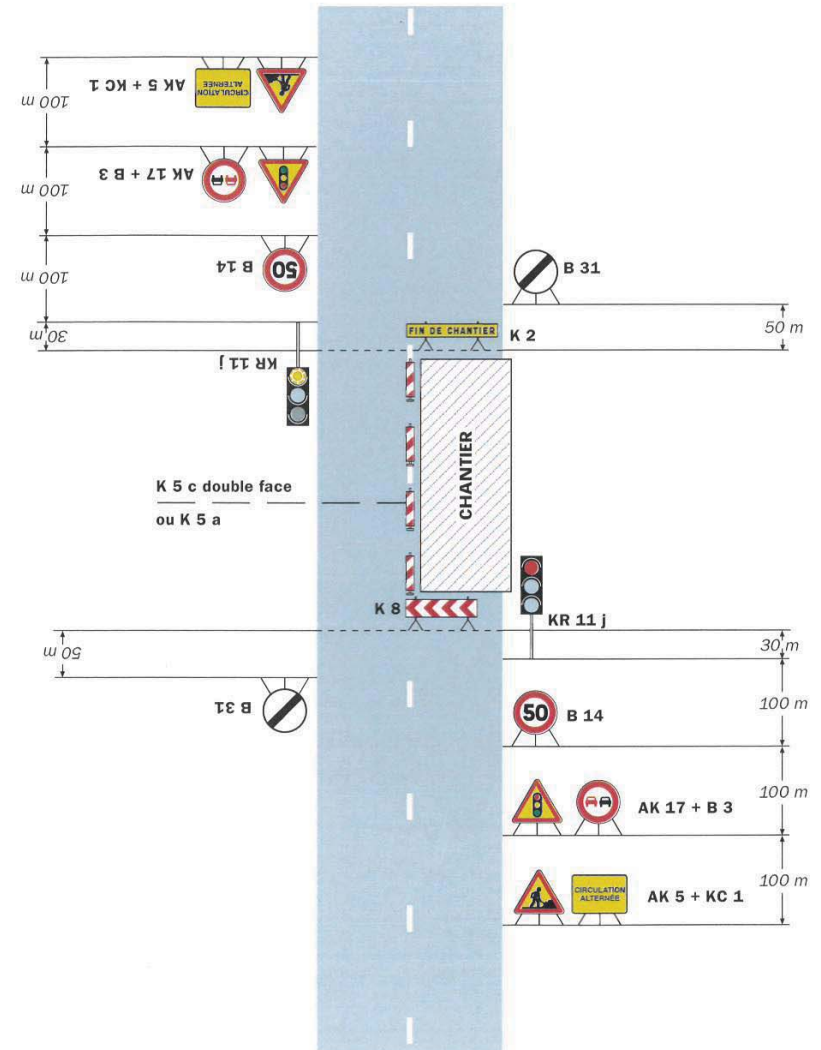 AK 5 + KC 1
CIRCULATION
ALTERNÉE
100 m
AK 17 + B 3
100 m
B 14
50
100 m
B 31
FIN DE CHANTIER
K 2
50 m
30 m
KR 11 j
CHANTIER
K 5 c double face
ou K 5 a
K 8
KR 11 j
30 m
50 m
B 31
50
B 14
100 m
AK 17 + B 3
100 m
CIRCULATION
ALTERNÉE
AK 5 + KC 1
100 m